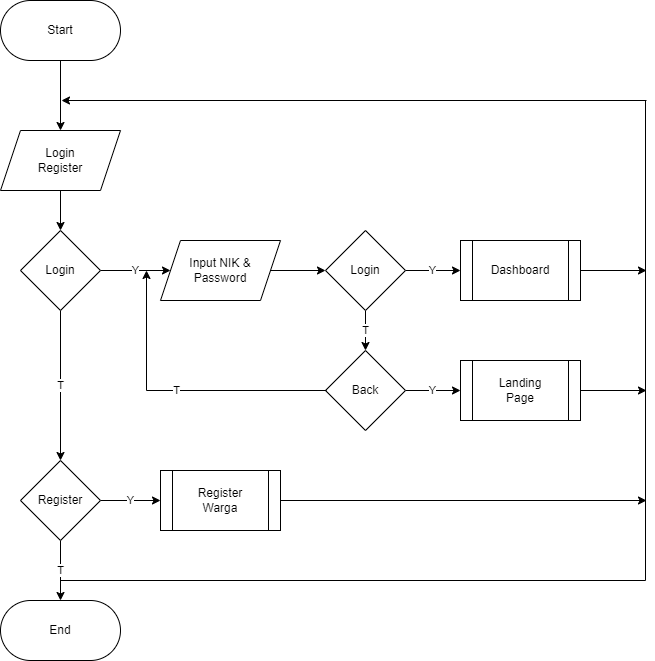 Start
Login
Register
Login
Y
Input NIK &
Password
Login
Y
Dashboard
T
T
Back
Y
Landing
Page
T
Register
Y
Register
Warga
T
End